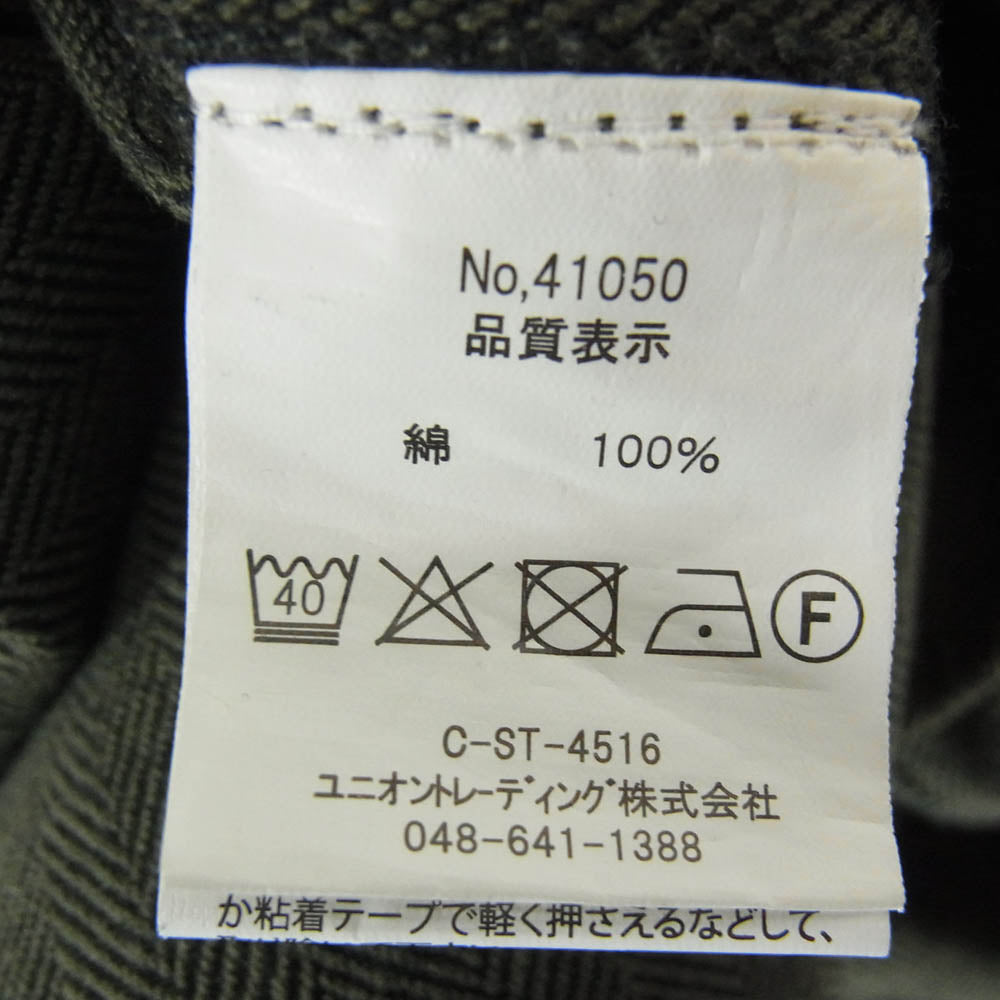 No,41050
品質表示
綿 100%
40 F
C-ST-4516
ユニオントレーディング株式会社
048-641-1388
か粘着テープで軽く押さえるなどして、